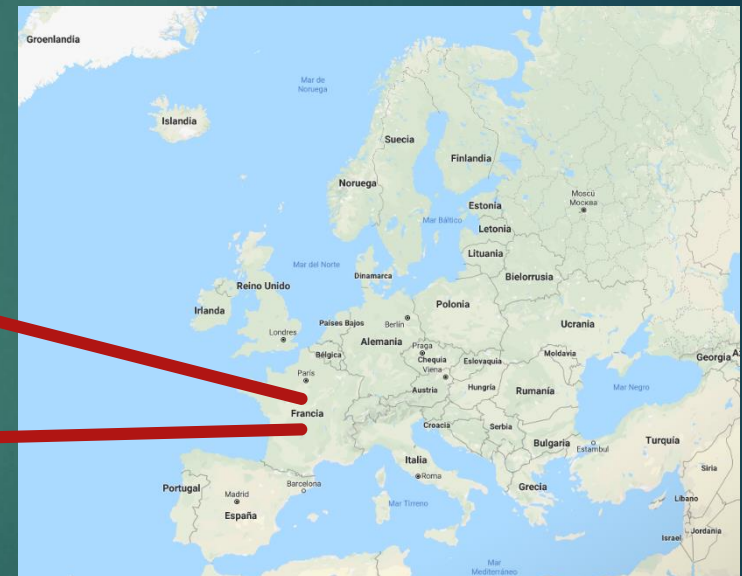 Groenlandia
Mar de
Noruega
Islandia
Suecia
Finlandia
Noruega
Moscú
Москва
Estonia
Mar Báltico
Letonia
Lituania
Mar del Norte
Dinamarca
Bielorrusia
Reino Unido
Irlanda
Polonia
Países Bajos
Berlín
Ucrania
Londres
Alemania
Praga
Bélgica
Chequia
Eslovaquia
Moldavia
Georgia
Viena
París
Austria
Hungría
Rumanía
Mar Negro
Francia
Croacia
Serbia
Bulgaria
Estambul
Turquía
Italia
Roma
Siria
Barcelona
Portugal
Madrid
España
Grecia
Líbano
Mar Tirreno
Jordania
Israel
Mar
Mediterráneo